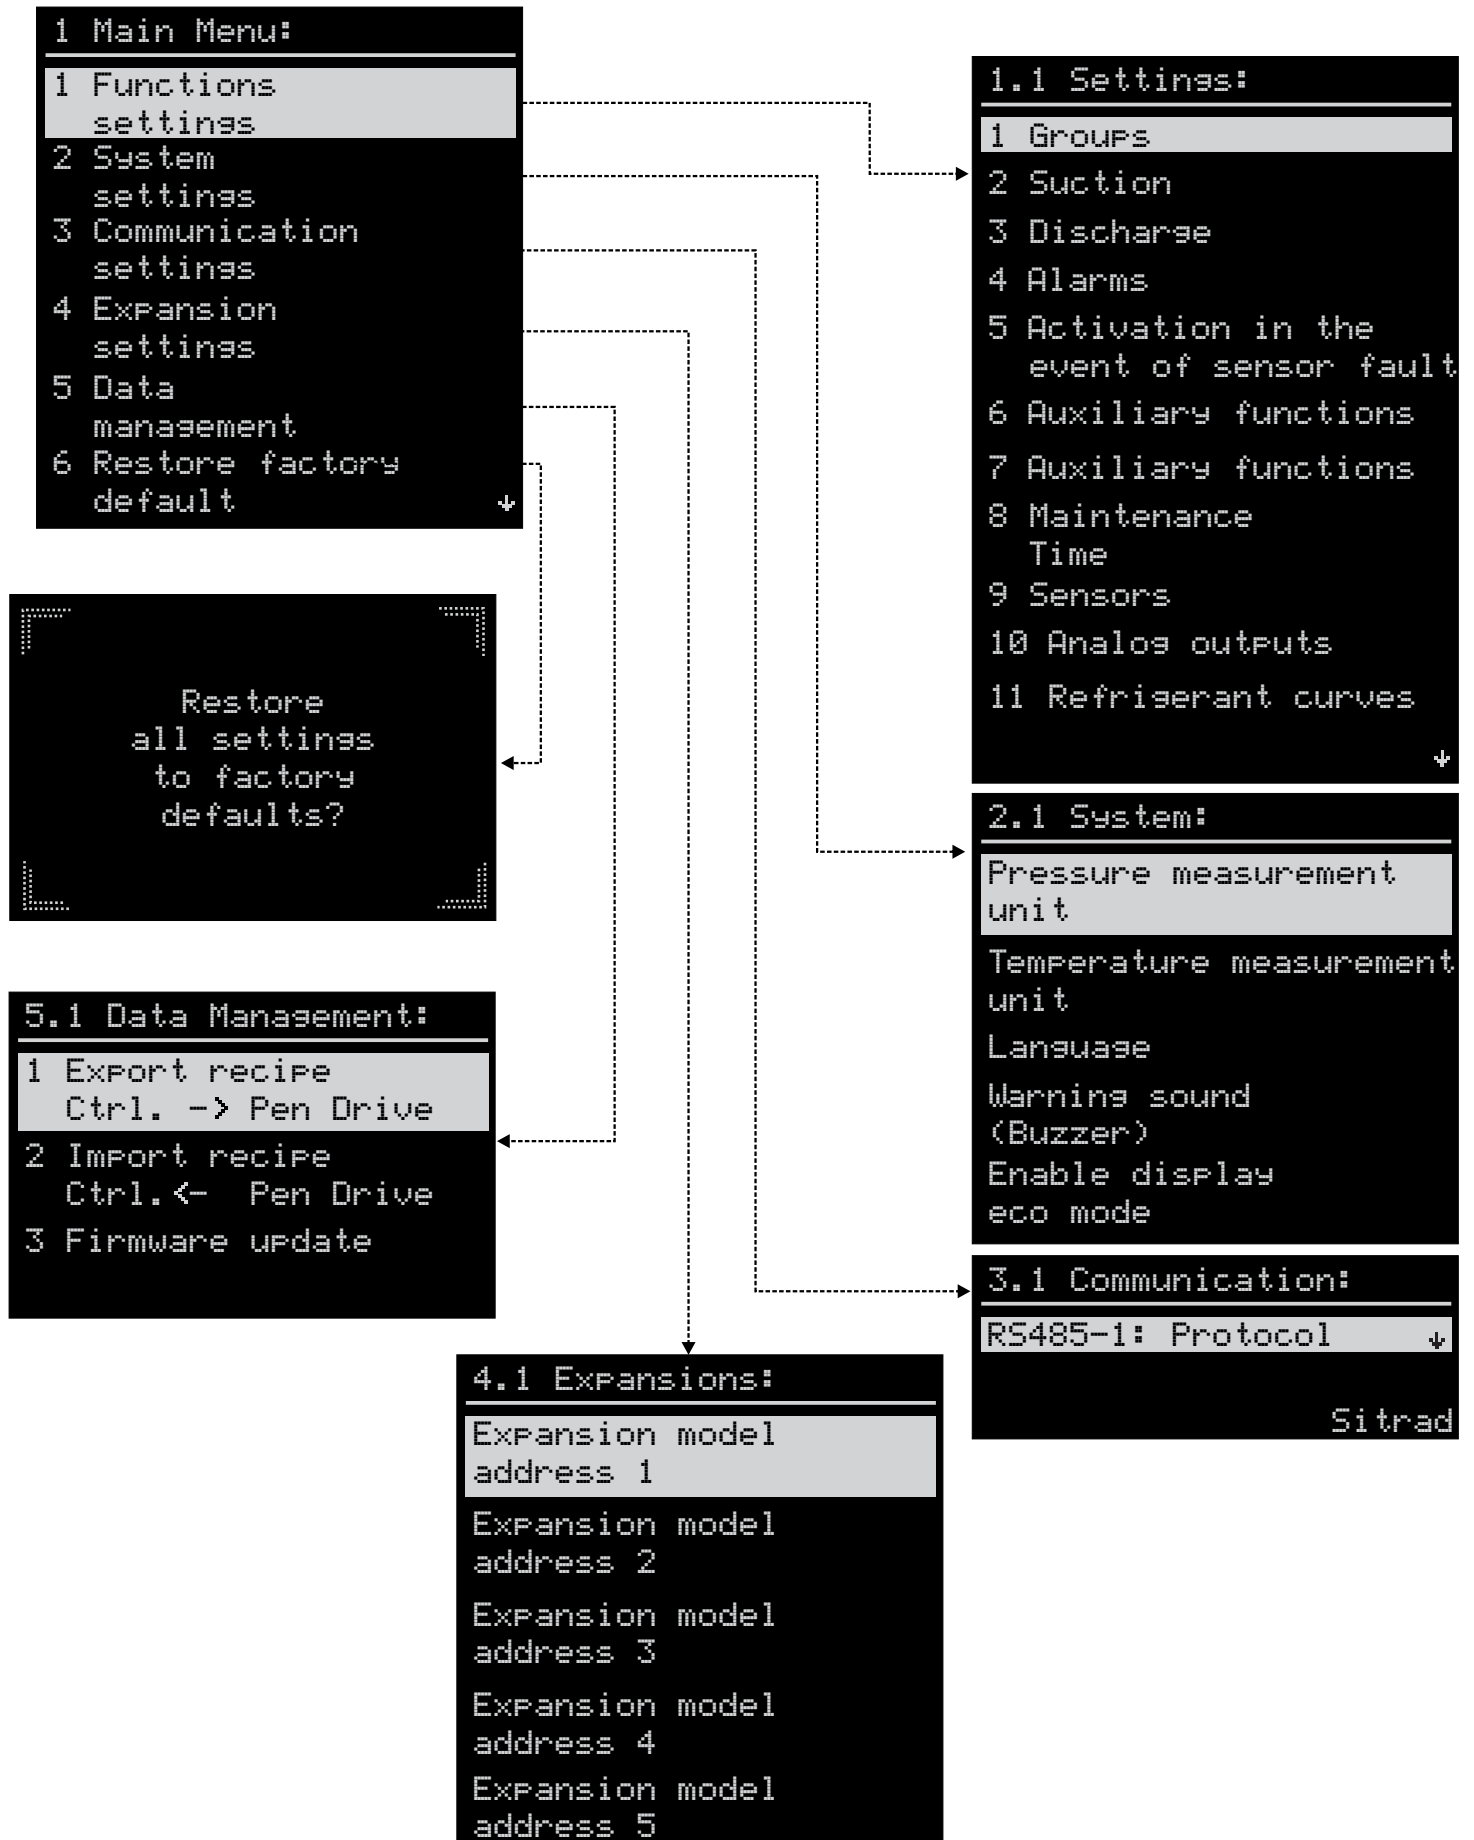 1 Main Menu:
1 Functions
settings
2 System
settings
3 Communication
settings
4 Expansion
settings
5 Data
management
6 Restore factory
default
1.1 Settings:
1 Groups
2 Suction
3 Discharge
4 Alarms
5 Activation in the
event of sensor fault
6 Auxiliary functions
7 Auxiliary functions
8 Maintenance
Time
9 Sensors
10 Analog outputs
11 Refrigerant curves
Restore
all settings
to factory
defaults?
2.1 System:
Pressure measurement
unit
Temperature measurement
unit
Language
Warning sound
(Buzzer)
Enable display
eco mode
5.1 Data Management:
1 Export recipe
Ctrl. -> Pen Drive
2 Import recipe
Ctrl.<- Pen Drive
3 Firmware update
3.1 Communication:
RS485-1: Protocol
Sitrad
4.1 Expansions:
Expansion model
address 1
Expansion model
address 2
Expansion model
address 3
Expansion model
address 4
Expansion model
address 5